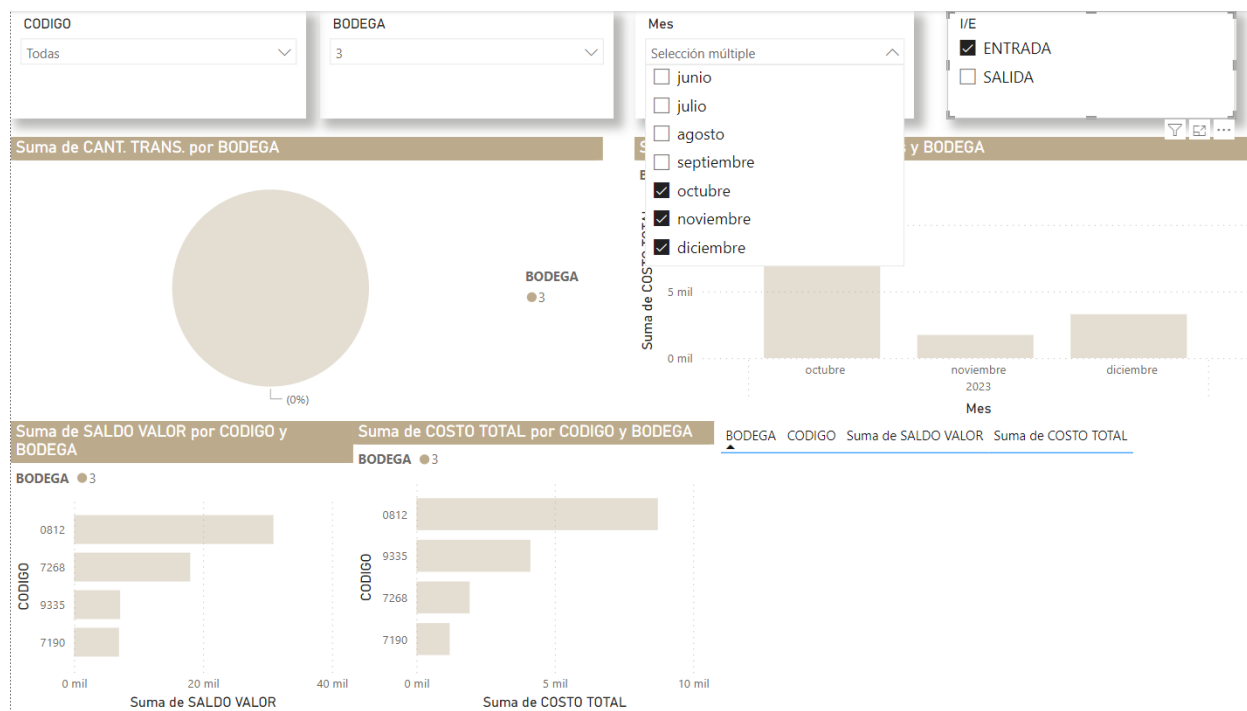 CODIGO
Todas
BODEGA
3
Mes
Selección múltiple
junio
julio
agosto
septiembre
octubre
noviembre
diciembre
I/E
ENTRADA
SALIDA
Suma de CANT. TRANS. por BODEGA
BODEGA
3
(0%)
y BODEGA
Suma de COSTO TOTAL
5 mil
0 mil
octubre
noviembre
diciembre
2023
Mes
Suma de SALDO VALOR por CODIGO y
BODEGA
BODEGA 3
CODIGO
0812
7268
9335
7190
0 mil
20 mil
40 mil
Suma de SALDO VALOR
Suma de COSTO TOTAL por CODIGO y BODEGA
BODEGA 3
CODIGO
0812
9335
7268
7190
0 mil
5 mil
10 mil
Suma de COSTO TOTAL
BODEGA CODIGO Suma de SALDO VALOR Suma de COSTO TOTAL